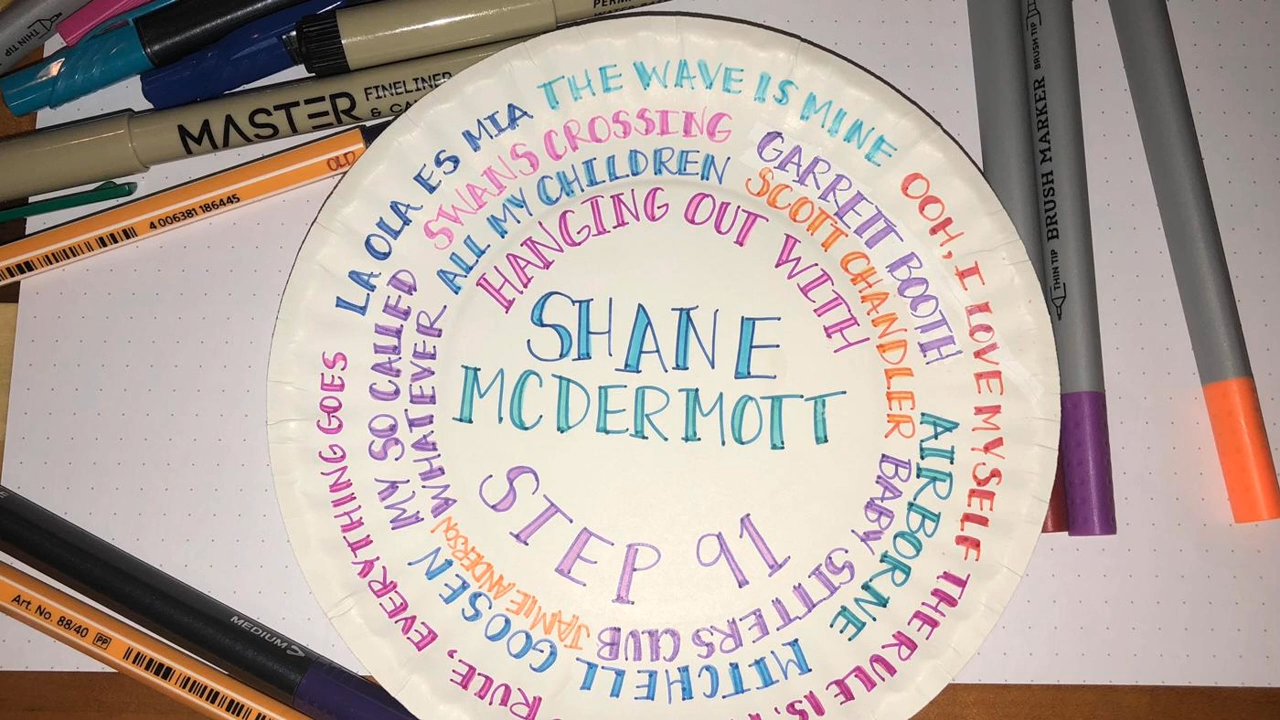 HANGING OUT WITH
SHANE
MCDERMOTT
STEP 91
ALL MY CHILDREN
SCOTT CHANDLER
BABY SITTERS CLUB
JAMIE ANDERSON
WHATEVER
SWANS CROSSING
GARRETT BOOTH
AIRBORNE
MITCHELL GOOSEN
MY SO CALLED
LA OLA ES MIA
THE WAVE IS MINE
OOH, I LOVE MYSELF
THE RULE IS,
RULE, EVERYTHING GOES
MASTER
FINELINER
4 006381 186445
Art. No. 88/40
PP
MEDIUM
THIN TIP
BRUSH MARKER
BRUSH TIP
THIN TIP